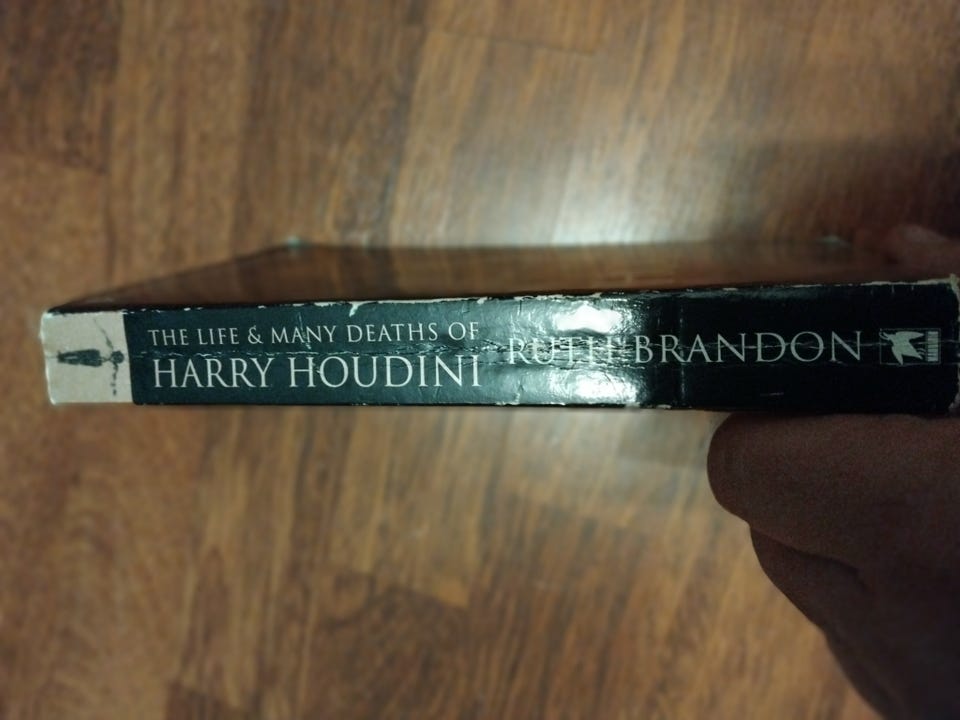 THE LIFE & MANY DEATHS OF
HARRY HOUDINI
RUTH BRANDON